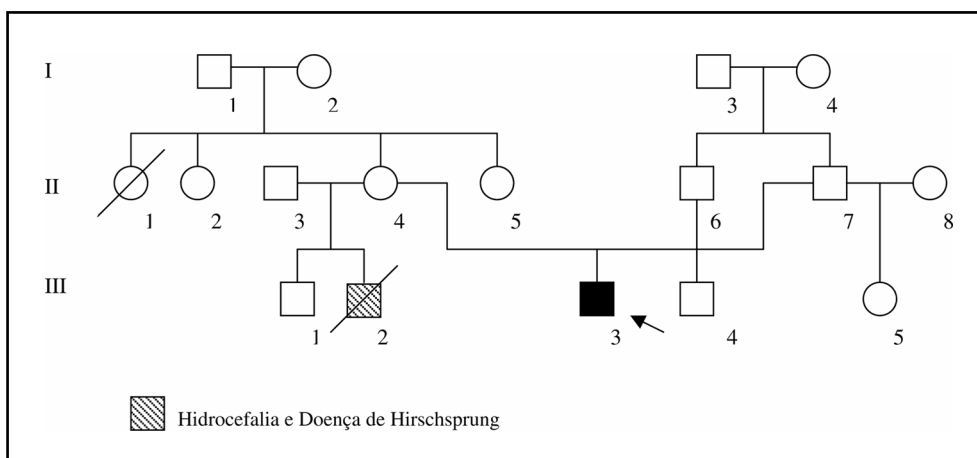 I
1 2 3 4
II
1 2 3 4 5 6 7 8
III
1 2 3 4 5
Hidrocefalia e Doença de Hirschsprung